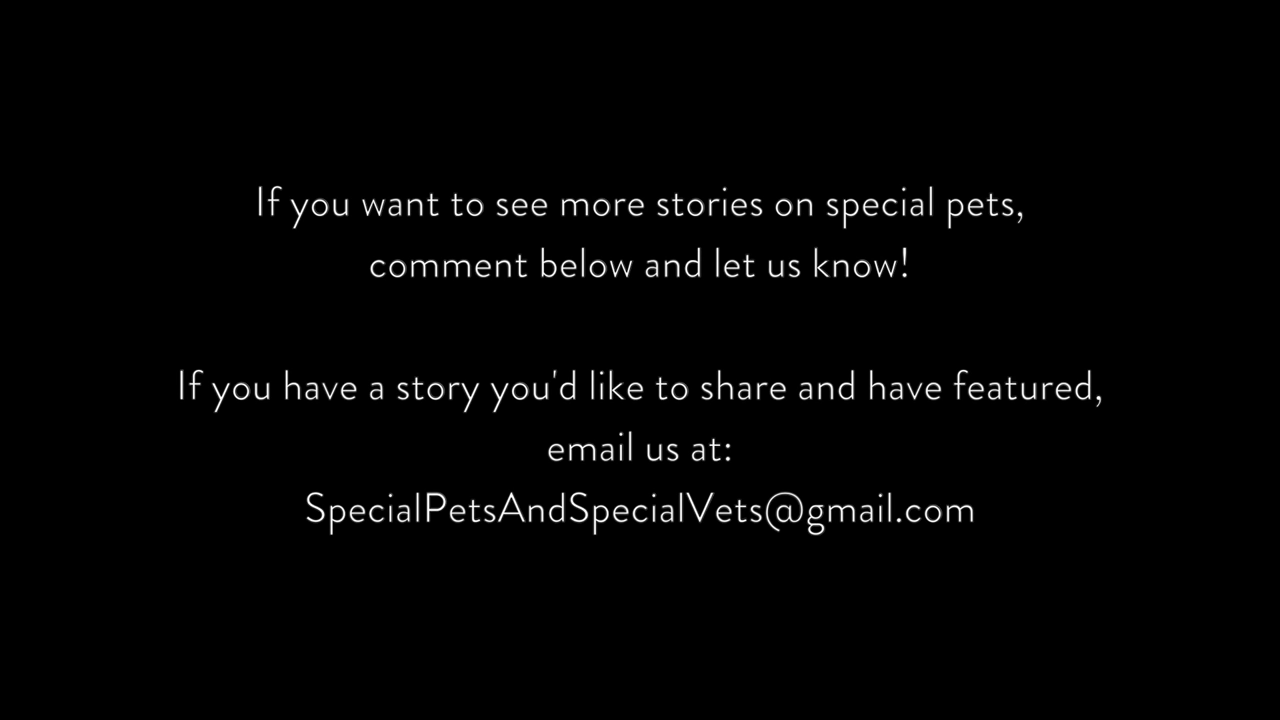 If you want to see more stories on special pets,
comment below and let us know!
If you have a story you'd like to share and have featured,
email us at:
SpecialPetsAndSpecialVets@gmail.com